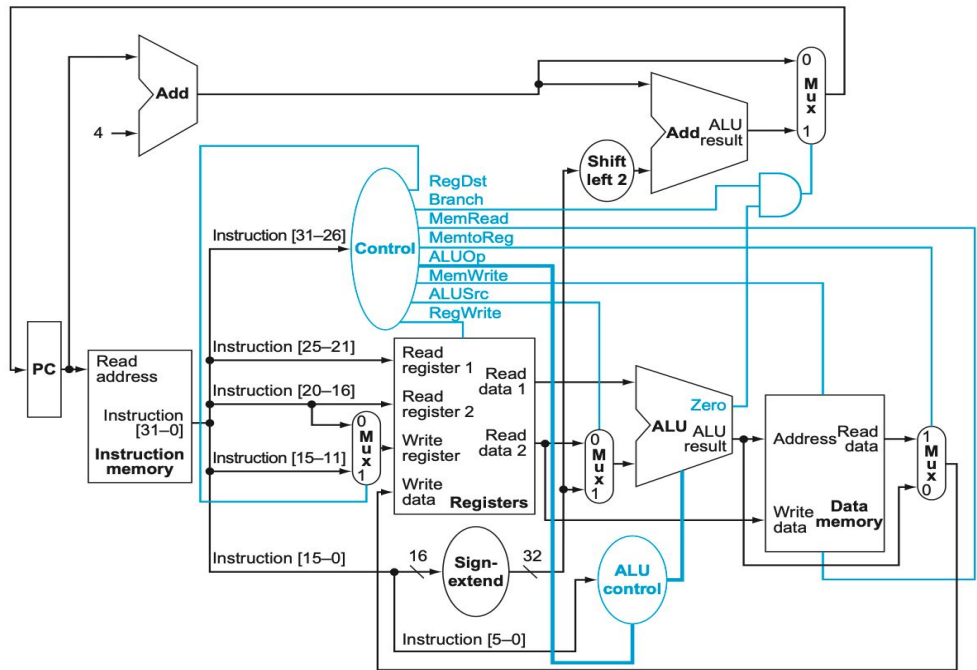 0
M
u
x
1
Add
4
Add
ALU
result
Shift
left 2
RegDst
Branch
MemRead
MemtoReg
ALUOp
MemWrite
ALUSrc
RegWrite
Control
Instruction [31–26]
Instruction [25–21]
Instruction [20–16]
Instruction [15–11]
Instruction [15–0]
Instruction [5–0]
PC
Read
address
Instruction
[31–0]
Instruction
memory
0
M
u
x
1
Read
register 1
Read
register 2
Write
register
Write
data
Read
data 1
Read
data 2
Registers
0
M
u
x
1
Zero
ALU
ALU
result
Address
Read
data
Write
data
Data
memory
1
M
u
x
0
16
Sign-
extend
32
ALU
control